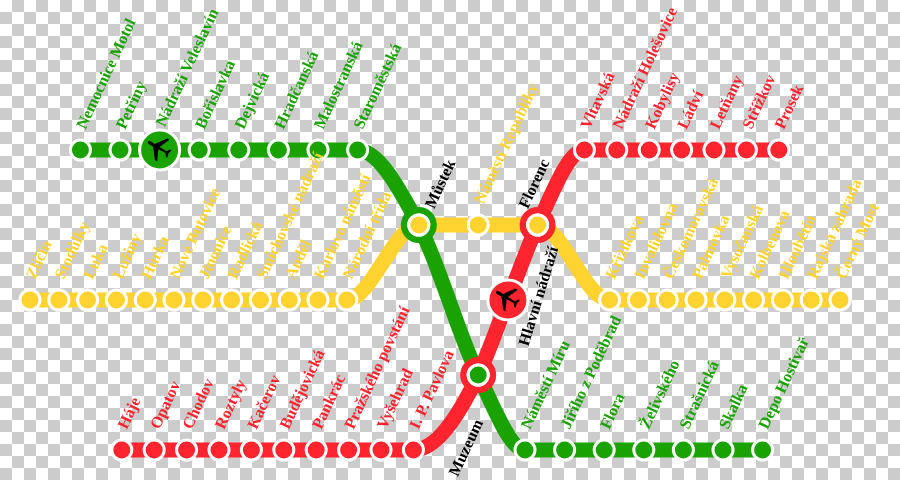 Nemocnice Motol
Petřiny
Nádraží Veleslavín
Bořislavka
Dejvická
Hradčanská
Malostranská
Staroměstská
Můstek
Náměstí Republiky
Florenc
Vltavská
Nádraží Holešovice
Kobylisy
Ládví
Letňany
Střížkov
Prosek
Zličín
Stodůlky
Luka
Lužiny
Hůrka
Nové Butovice
Jinonice
Radlická
Smíchovské nádraží
Anděl
Karlovo náměstí
Národní třída
Hlavní nádraží
Křižíkova
Invalidovna
Českomoravská
Palmovka
Vysočanská
Kolbenova
Hloubětín
Rajská zahrada
Černý Most
Háje
Opatov
Chodov
Roztyly
Kačerov
Budějovická
Pankrác
Pražského povstání
Vyšehrad
I. P. Pavlova
Muzeum
Náměstí Míru
Jiřího z Poděbrad
Flora
Želivského
Strašnická
Skalka
Depo Hostivař